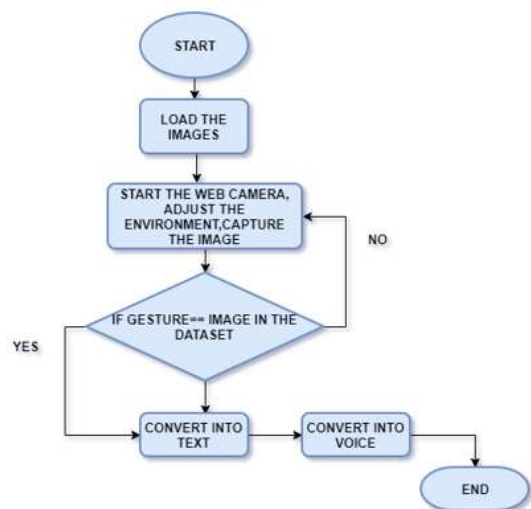 START
LOAD THE
IMAGES
START THE WEB CAMERA,
ADJUST THE
ENVIRONMENT,CAPTURE
THE IMAGE
NO
IF GESTURE== IMAGE IN THE
DATASET
YES
CONVERT INTO
TEXT
CONVERT INTO
VOICE
END